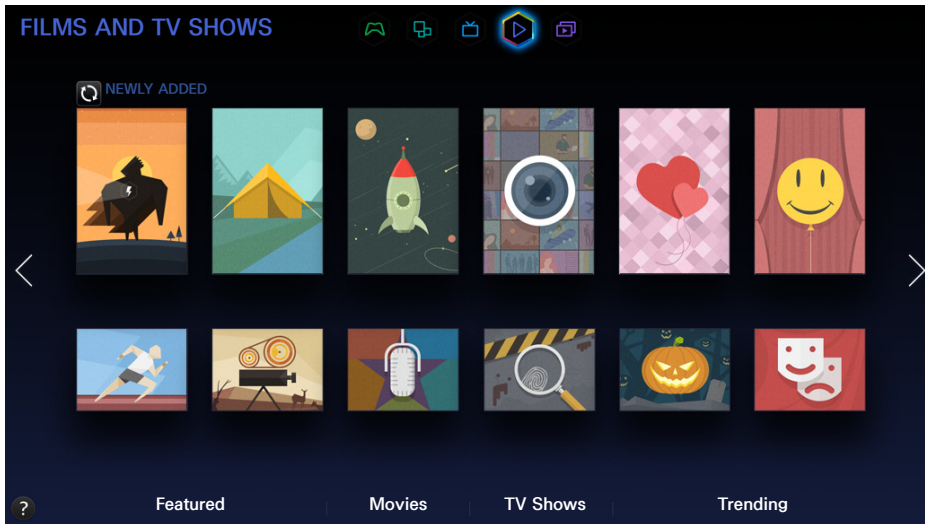 FILMS AND TV SHOWS
NEWLY ADDED
? Featured Movies TV Shows Trending